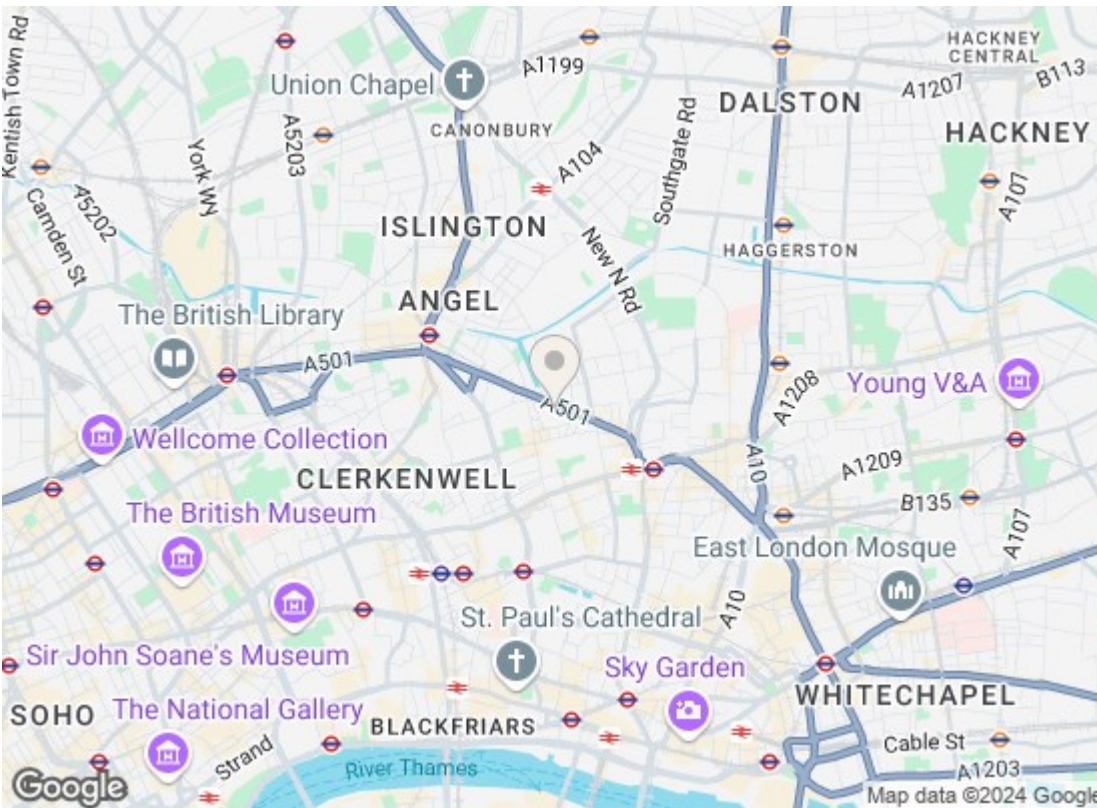 HACKNEY
CENTRAL
A1199
B113
Kentish Town Rd
Union Chapel
A1207
DALSTON
A5203
CANONBURY
HACKNEY
York Wy
A104
Southgate Rd
A107
A5202
Camden St
ISLINGTON
New N Rd
HAGGERSTON
ANGEL
The British Library
A501
A1208
Young V&A
A501
Wellcome Collection
A10
A1209
CLERKENWELL
B135
The British Museum
A107
East London Mosque
St. Paul's Cathedral
A10
Sir John Soane's Museum
Sky Garden
SOHO
The National Gallery
WHITECHAPEL
BLACKFRIARS
Strand
Cable St
River Thames
A1203
Google
Map data ©2024 Google